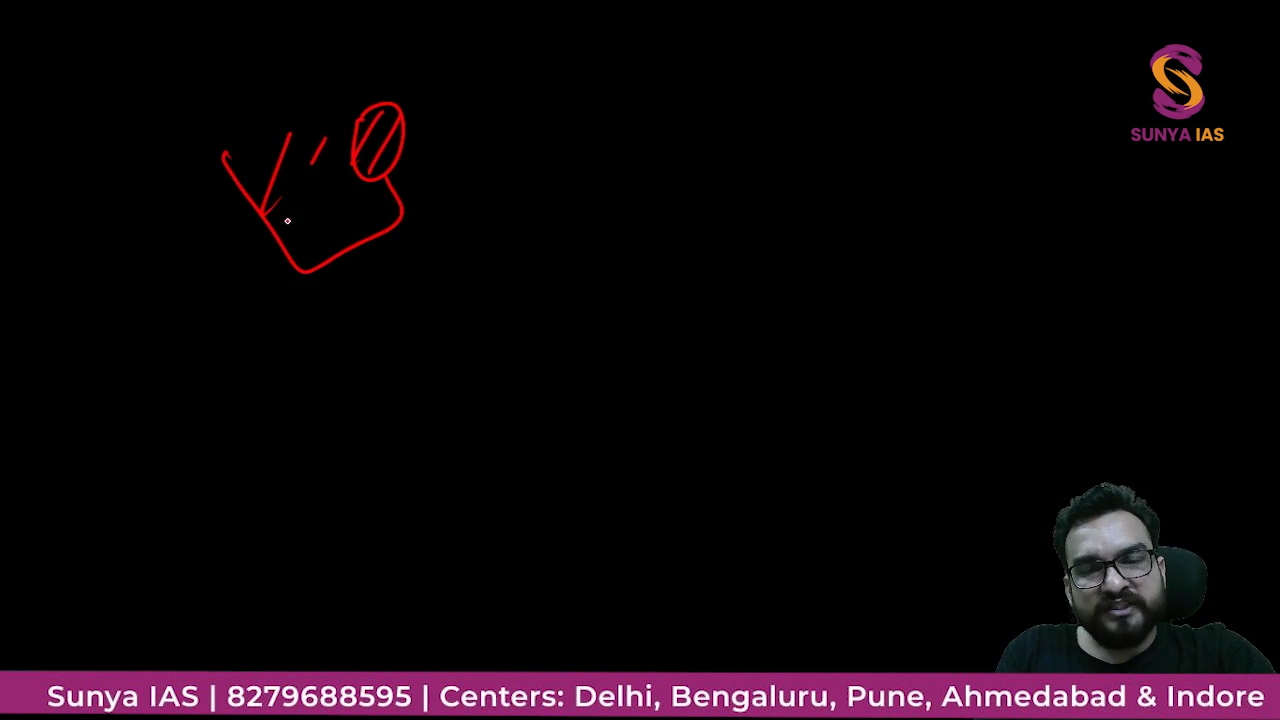 SUNYA IAS
Sunya IAS | 8279688595 | Centers: Delhi, Bengaluru, Pune, Ahmedabad & Indore